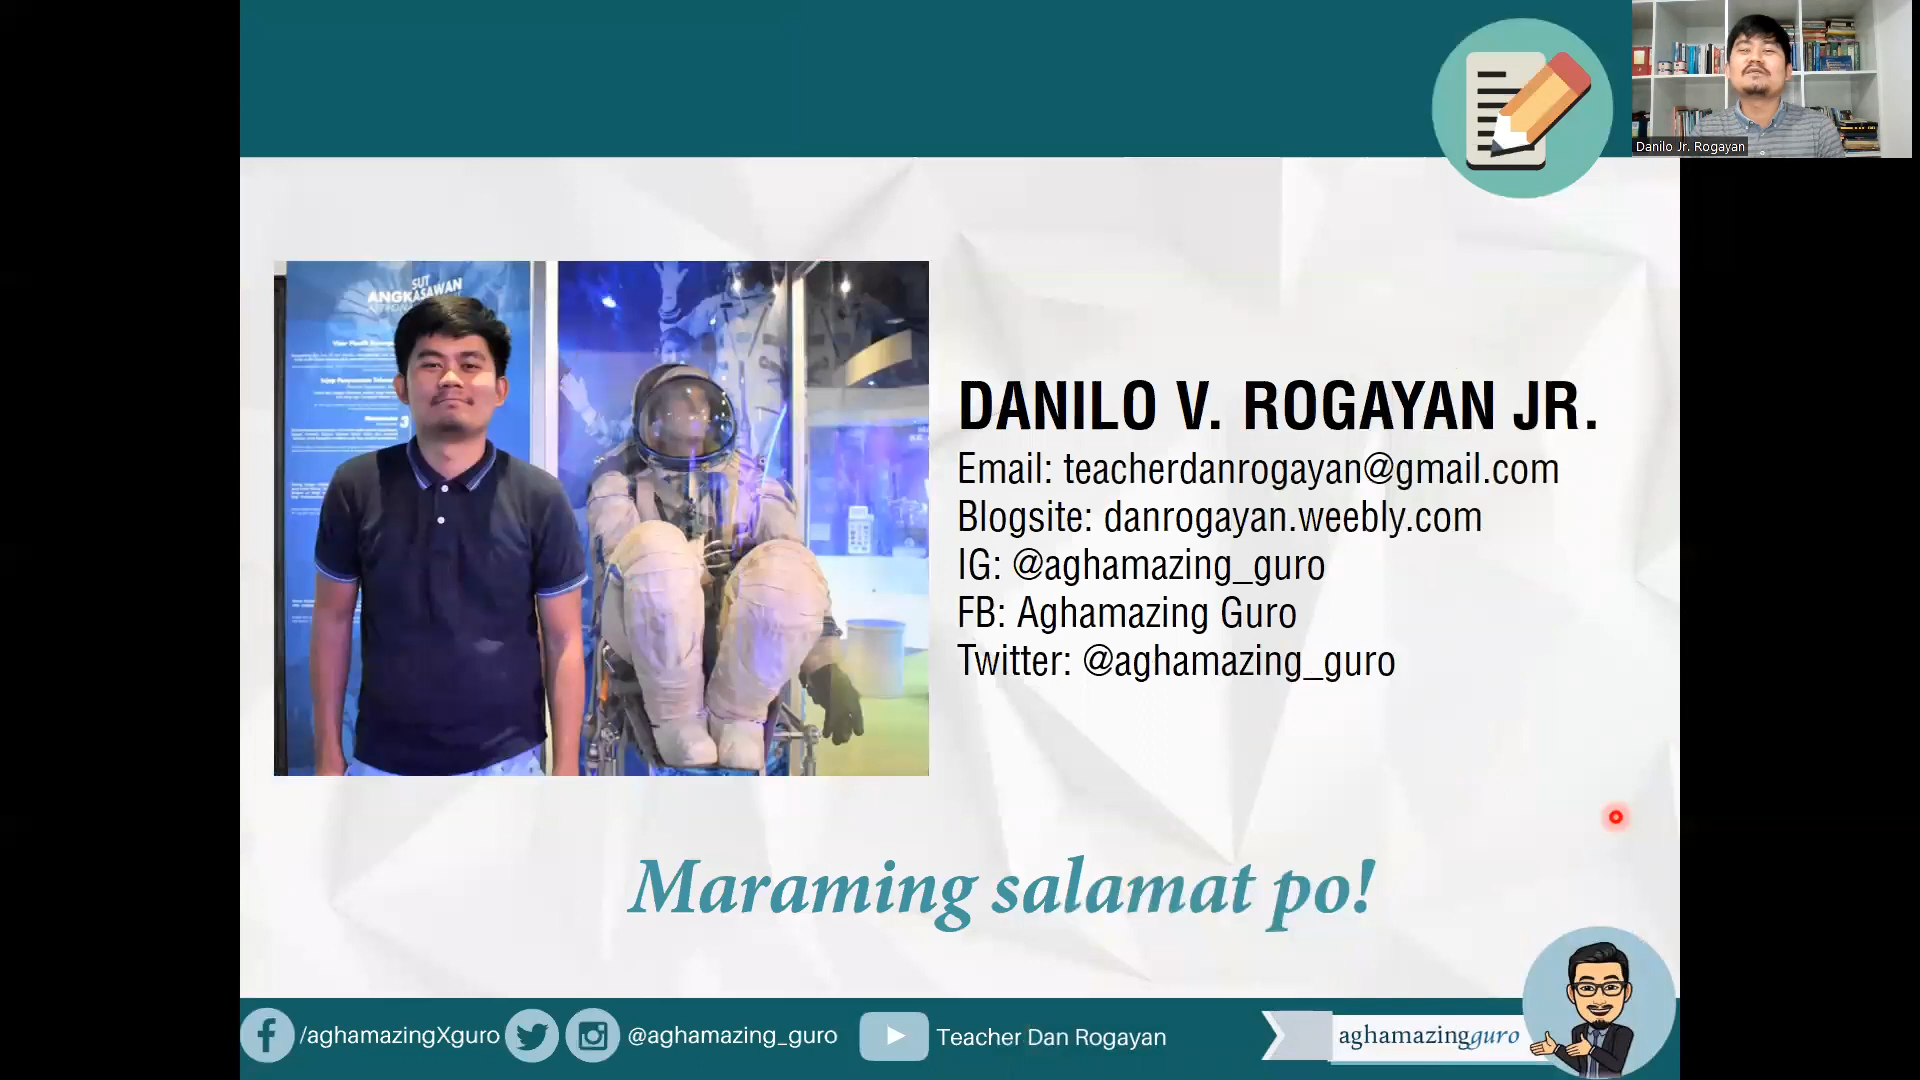 Danilo Jr. Rogayan
SUT
ANGKASAWAN
DANILO V. ROGAYAN JR.
Email: teacherdanrogayan@gmail.com
Blogsite: danrogayan.weebly.com
IG: @aghamazing_guro
FB: Aghamazing Guro
Twitter: @aghamazing_guro
Maraming salamat po!
/aghamazingXguro
@aghamazing_guro
Teacher Dan Rogayan
aghamazingguro